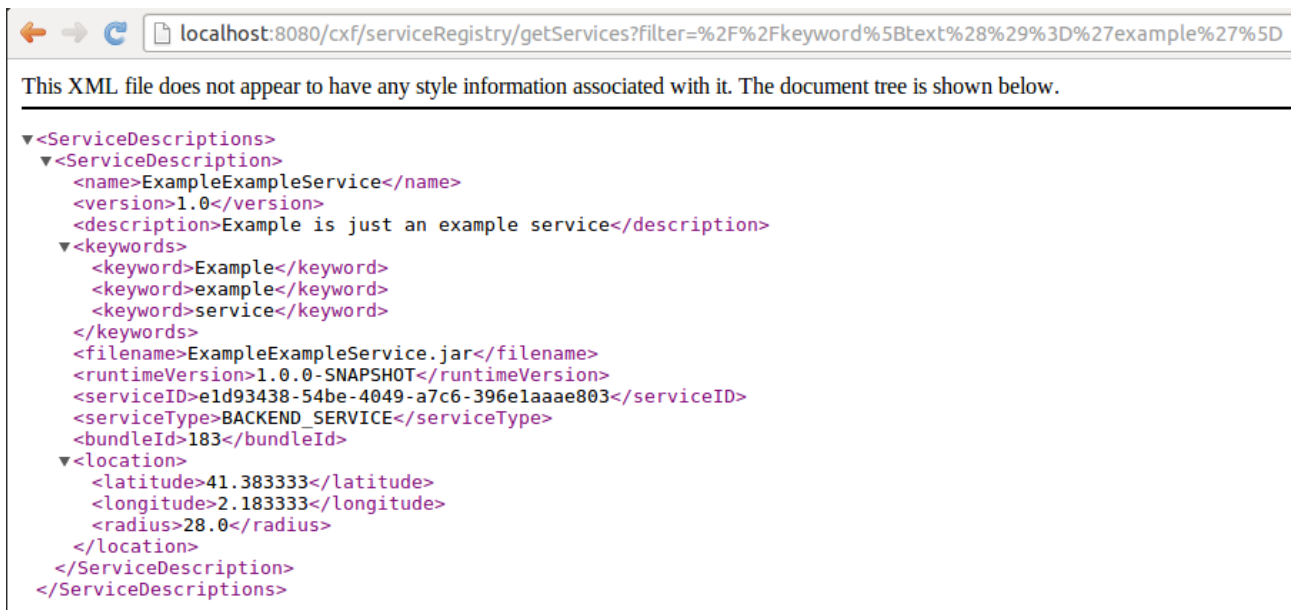 localhost:8080/cxf/serviceRegistry/getServices?filter=%2F%2Fkeyword%5Btext%28%29%3D%27example%27%5D
This XML file does not appear to have any style information associated with it. The document tree is shown below.
▼<ServiceDescriptions>
▼<ServiceDescription>
<name>ExampleExampleService</name>
<version>1.0</version>
<description>Example is just an example service</description>
▼<keywords>
<keyword>Example</keyword>
<keyword>example</keyword>
<keyword>service</keyword>
</keywords>
<filename>ExampleExampleService.jar</filename>
<runtimeVersion>1.0.0-SNAPSHOT</runtimeVersion>
<serviceID>e1d93438-54be-4049-a7c6-396e1aaae803</serviceID>
<serviceType>BACKEND_SERVICE</serviceType>
<bundleId>183</bundleId>
▼<location>
<latitude>41.383333</latitude>
<longitude>2.183333</longitude>
<radius>28.0</radius>
</location>
</ServiceDescription>
</ServiceDescriptions>